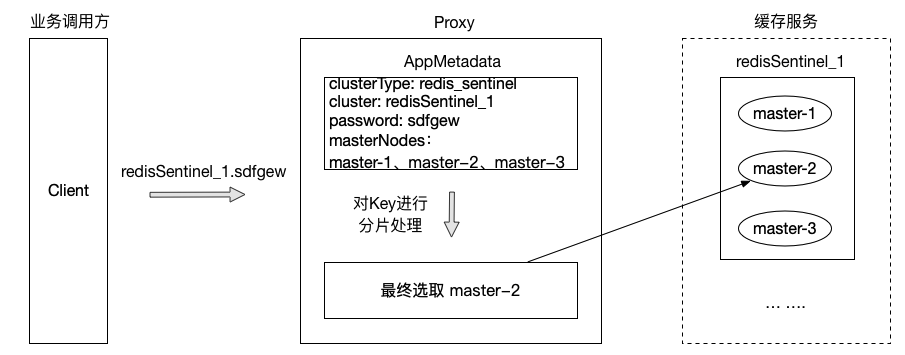 业务调用方
Proxy
缓存服务
AppMetadata
clusterType: redis_sentinel
cluster: redisSentinel_1
password: sdfgew
masterNodes：
master-1、master-2、master-3
redisSentinel_1
master-1
master-2
master-3
Client
redisSentinel_1.sdfgew
对Key进行
分片处理
最终选取 master-2
... ....